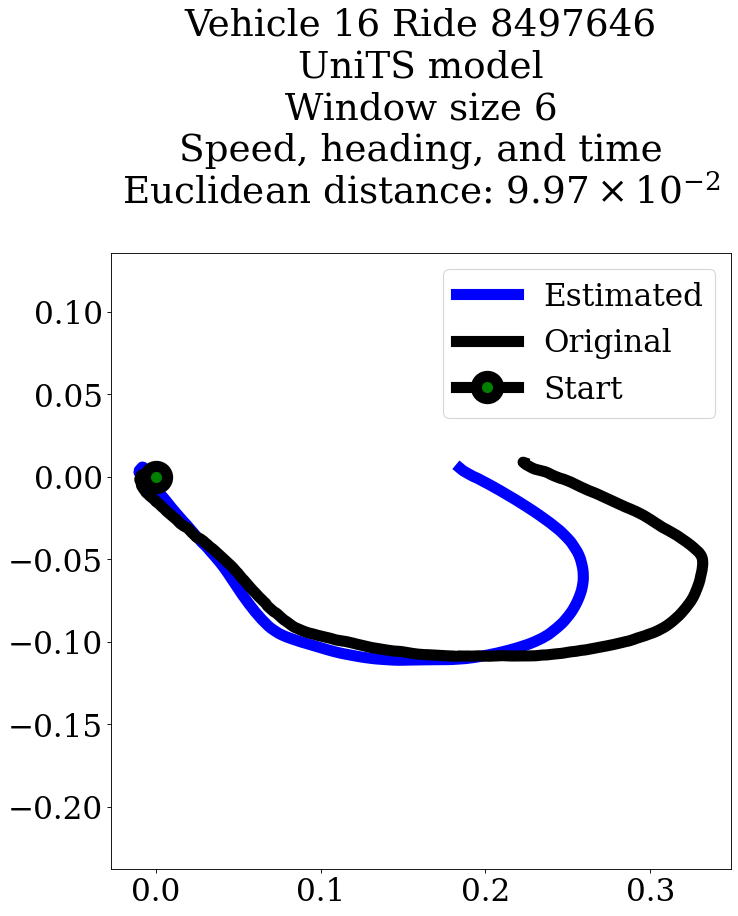 Vehicle 16 Ride 8497646
UniTS model
Window size 6
Speed, heading, and time
Euclidean distance: 9.97 × 10⁻²
Estimated
Original
Start
0.10
0.05
0.00
−0.05
−0.10
−0.15
−0.20
0.0 0.1 0.2 0.3